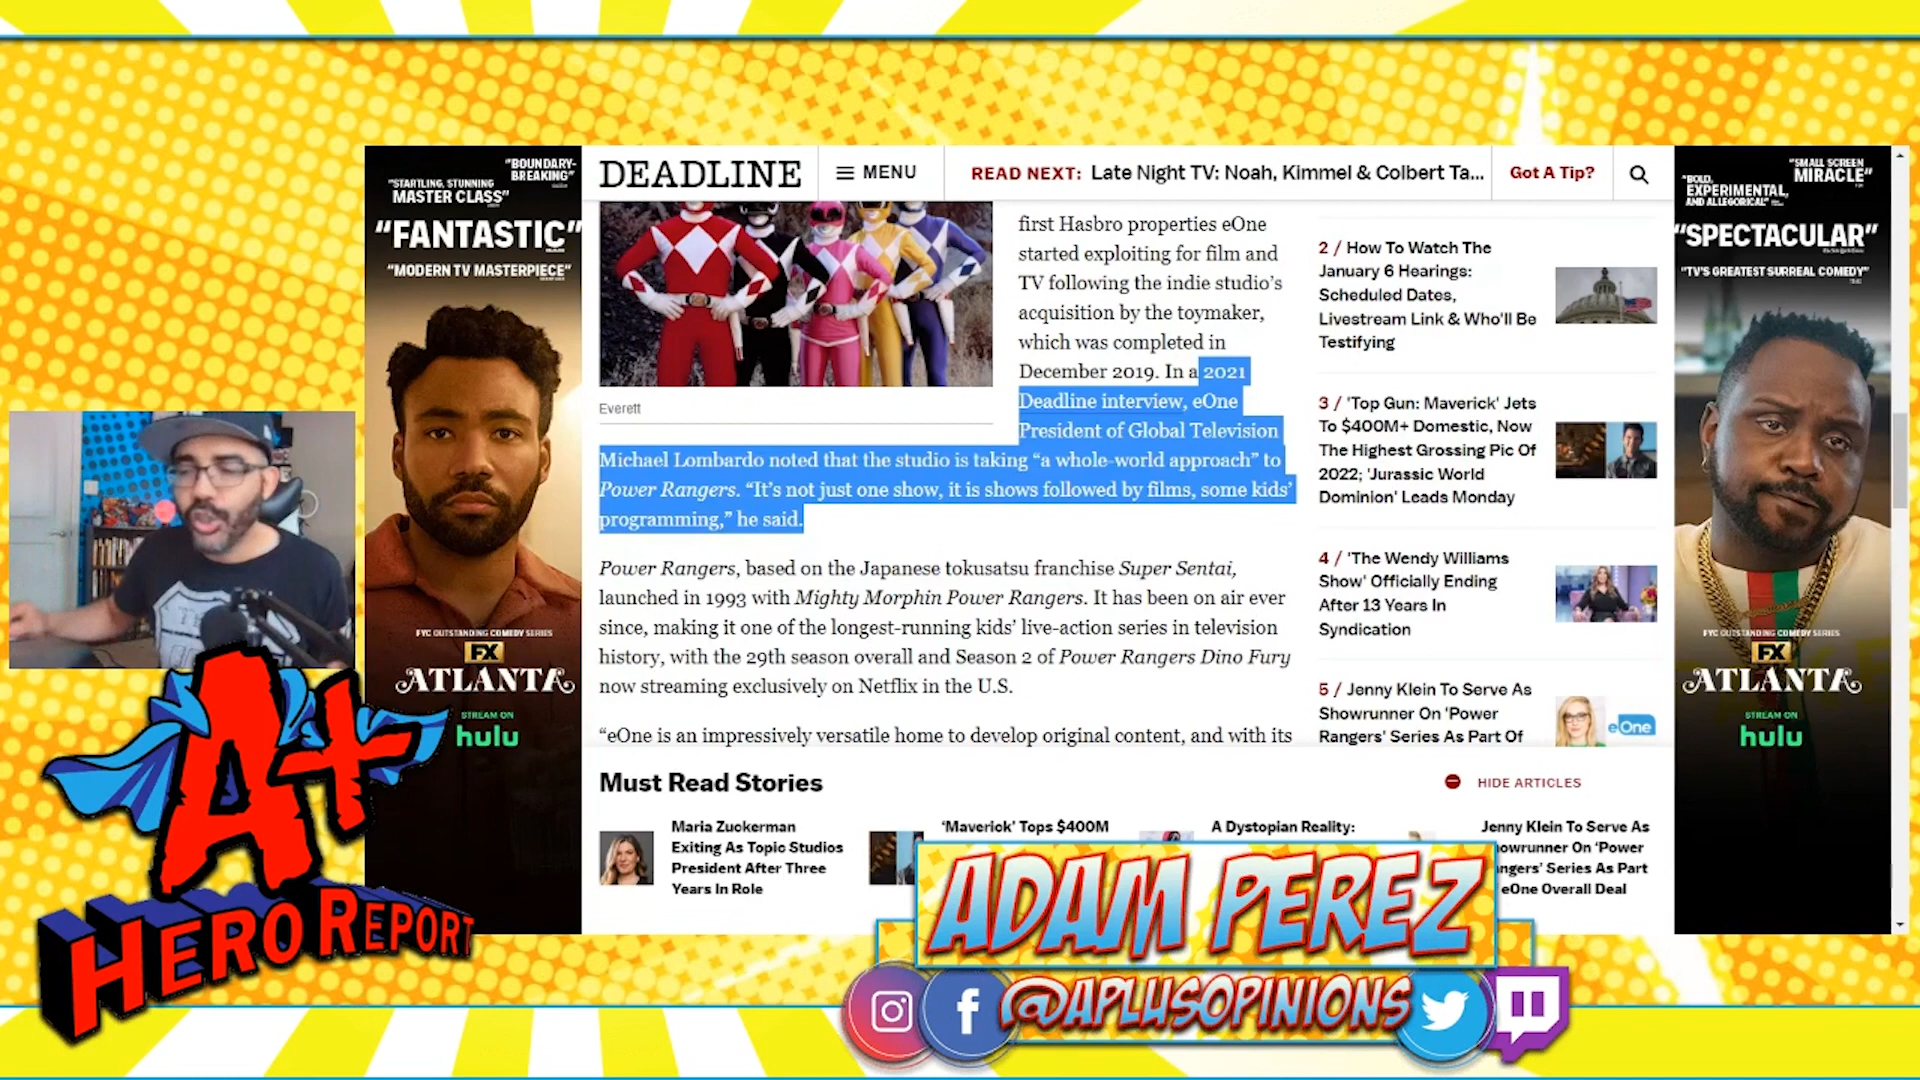 "STARTLING, STUNNING
MASTER CLASS"
"BOUNDARY-
BREAKING"
"FANTASTIC"
"MODERN TV MASTERPIECE"
FYC OUTSTANDING COMEDY SERIES
FX
ATLANTA
STREAM ON
hulu
DEADLINE
MENU
READ NEXT: Late Night TV: Noah, Kimmel & Colbert Ta...
Got A Tip?
Everett
first Hasbro properties eOne
started exploiting for film and
TV following the indie studio's
acquisition by the toymaker,
which was completed in
December 2019. In a 2021
Deadline interview, eOne
President of Global Television
Michael Lombardo noted that the studio is taking "a whole-world approach" to
Power Rangers. "It's not just one show, it is shows followed by films, some kids'
programming," he said.
Power Rangers, based on the Japanese tokusatsu franchise Super Sentai,
launched in 1993 with Mighty Morphin Power Rangers. It has been on air ever
since, making it one of the longest-running kids' live-action series in television
history, with the 29th season overall and Season 2 of Power Rangers Dino Fury
now streaming exclusively on Netflix in the U.S.
"eOne is an impressively versatile home to develop original content, and with its
2 / How To Watch The
January 6 Hearings:
Scheduled Dates,
Livestream Link & Who'll Be
Testifying
3 / 'Top Gun: Maverick' Jets
To $400M+ Domestic, Now
The Highest Grossing Pic Of
2022; 'Jurassic World
Dominion' Leads Monday
4 / 'The Wendy Williams
Show' Officially Ending
After 13 Years In
Syndication
5 / Jenny Klein To Serve As
Showrunner On 'Power
Rangers' Series As Part Of
eOne
Must Read Stories
HIDE ARTICLES
Maria Zuckerman
Exiting As Topic Studios
President After Three
Years In Role
'Maverick' Tops $400M
A Dystopian Reality:
Jenny Klein To Serve As
owrunner On 'Power
ngers' Series As Part
eOne Overall Deal
"BOLD,
EXPERIMENTAL,
AND ALLEGORICAL"
"SMALL SCREEN
MIRACLE"
"SPECTACULAR"
"TV'S GREATEST SURREAL COMEDY"
FYC OUTSTANDING COMEDY SERIES
FX
ATLANTA
STREAM ON
hulu
A+
HERO REPORT
ADAM PEREZ
@APLUSOPINIONS